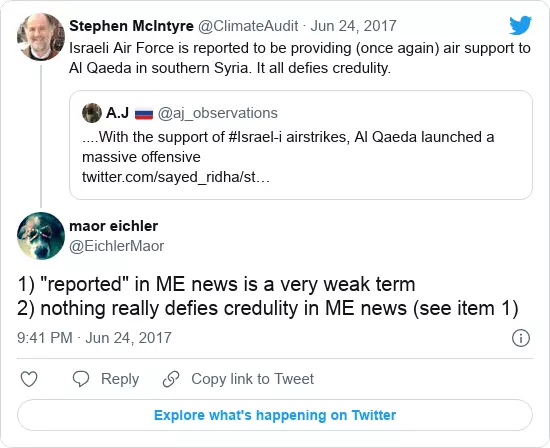 Stephen McIntyre @ClimateAudit · Jun 24, 2017
Israeli Air Force is reported to be providing (once again) air support to
Al Qaeda in southern Syria. It all defies credulity.
A.J 🇷🇺 @aj_observations
....With the support of #Israel-i airstrikes, Al Qaeda launched a
massive offensive
twitter.com/sayed_ridha/st…
maor eichler
@EichlerMaor
1) "reported" in ME news is a very weak term
2) nothing really defies credulity in ME news (see item 1)
9:41 PM · Jun 24, 2017
Reply
Copy link to Tweet
Explore what's happening on Twitter